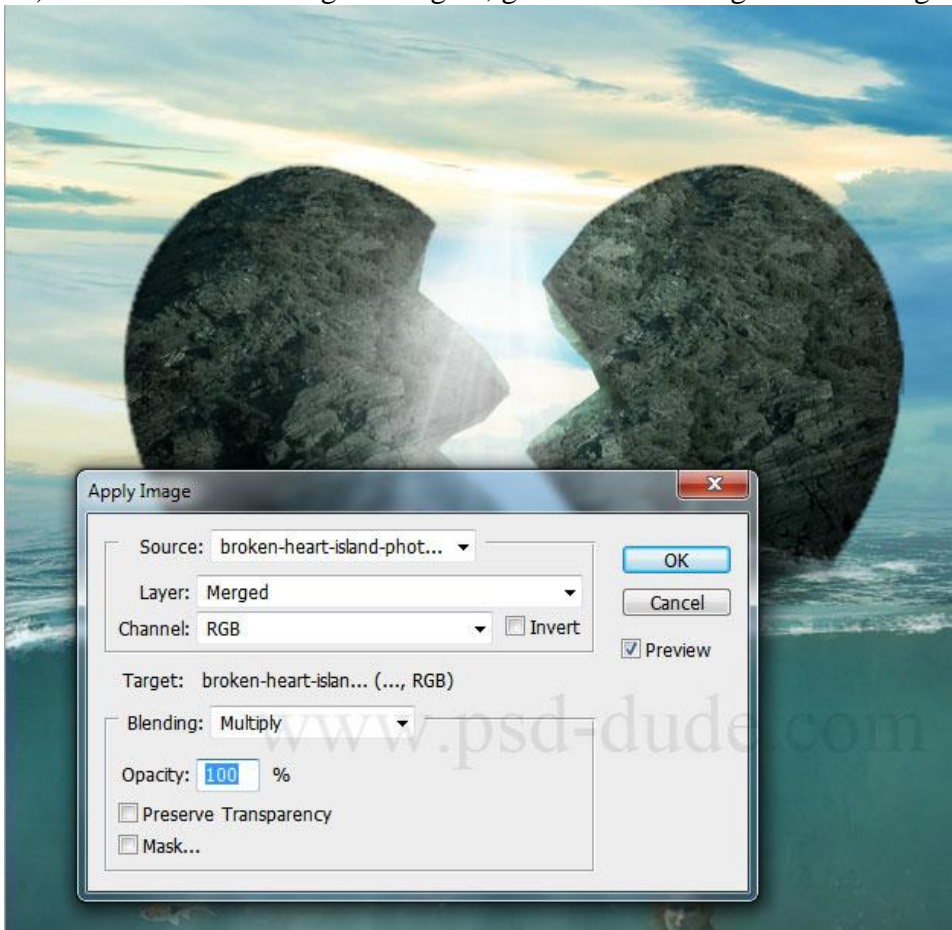 Apply Image
Source: broken-heart-island-phot...
OK
Layer: Merged
Cancel
Channel: RGB
Invert
Preview
Target: broken-heart-islan... (..., RGB)
Blending: Multiply
www.psd-dude.com
Opacity: 100 %
Preserve Transparency
Mask...